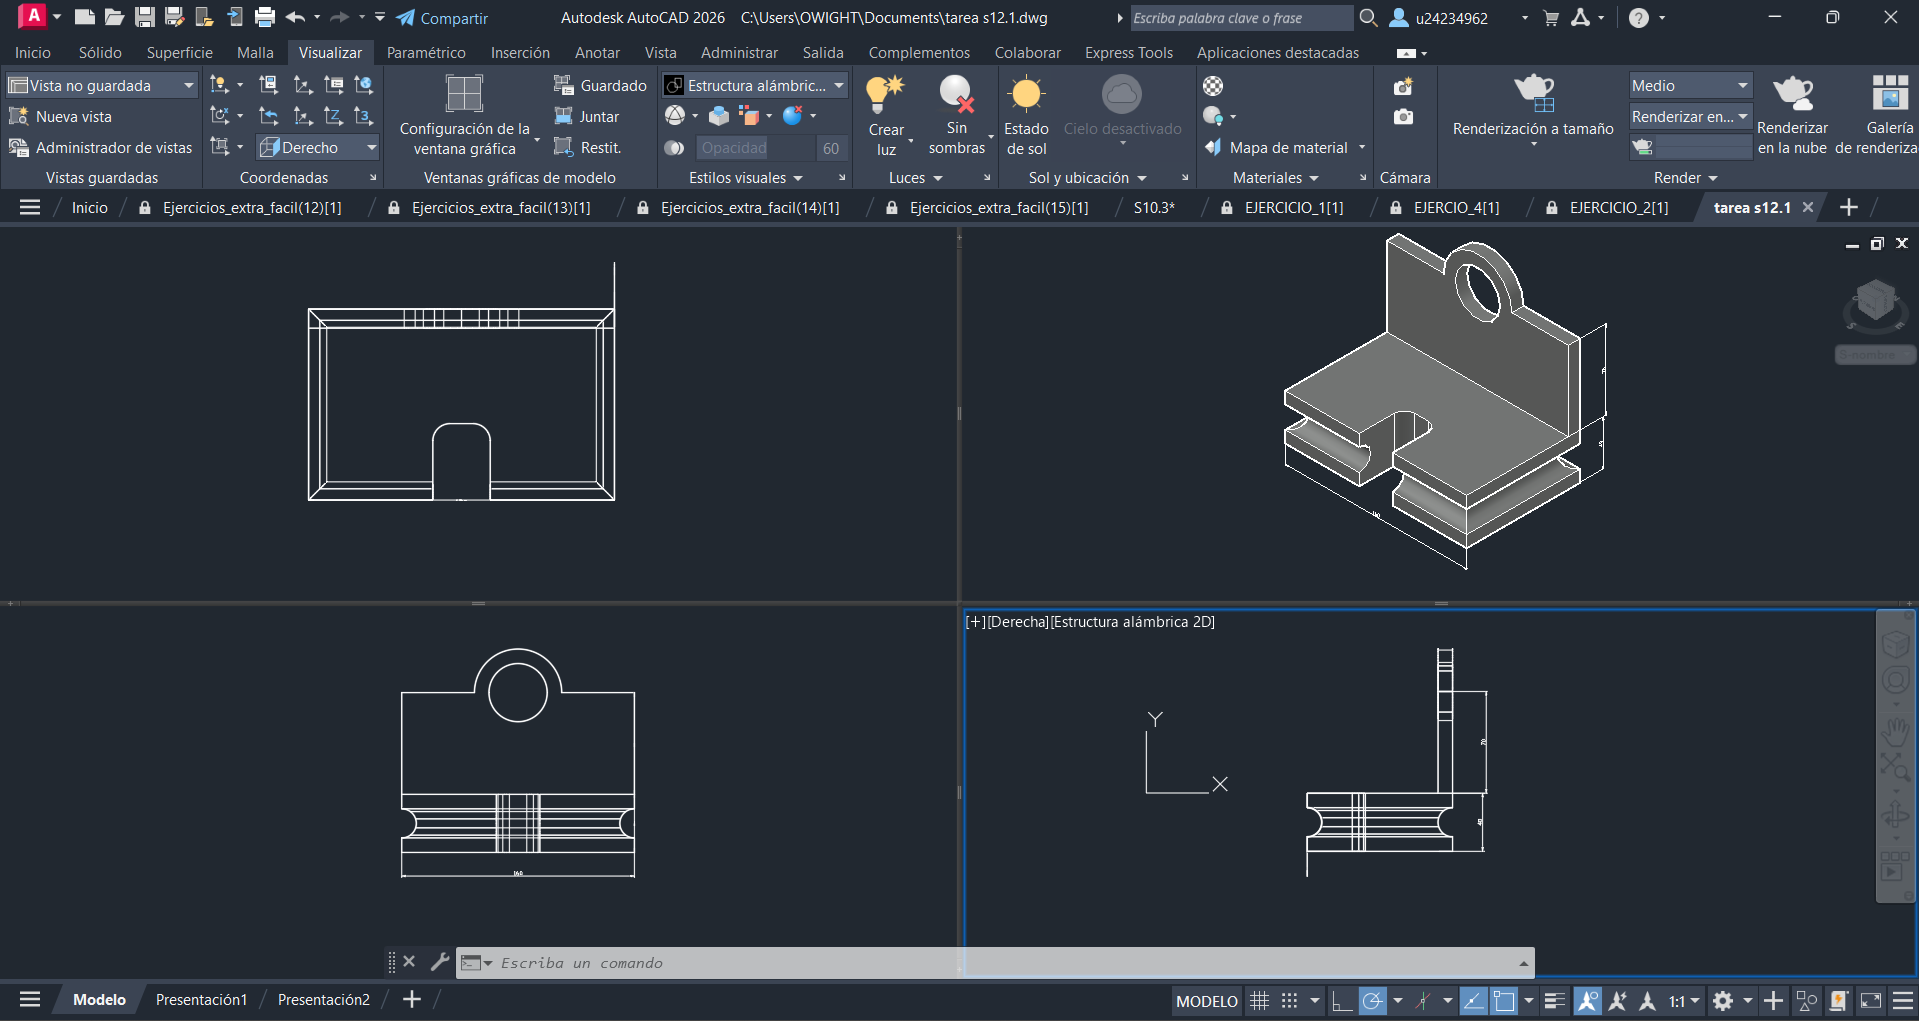 A Compartir Autodesk AutoCAD 2026 C:\Users\OWIGHT\Documents\tarea s12.1.dwg Escriba palabra clave o frase u24234962
Inicio Sólido Superficie Malla Visualizar Paramétrico Inserción Anotar Vista Administrar Salida Complementos Colaborar Express Tools Aplicaciones destacadas
Vista no guardada
Nueva vista
Administrador de vistas
Vistas guardadas
Derecho
Coordenadas
Configuración de la
ventana gráfica
Guardado
Juntar
Restit.
Ventanas gráficas de modelo
Estructura alámbric...
Opacidad 60
Estilos visuales
Crear
luz
Sin
sombras
Luces
Estado
de sol
Cielo desactivado
Sol y ubicación
Mapa de material
Materiales
Cámara
Renderización a tamaño
Medio
Renderizar en...
Renderizar
en la nube
Galería
de renderiza
Render
Inicio Ejercicios_extra_facil(12)[1] Ejercicios_extra_facil(13)[1] Ejercicios_extra_facil(14)[1] Ejercicios_extra_facil(15)[1] S10.3* EJERCICIO_1[1] EJERCIO_4[1] EJERCICIO_2[1] tarea s12.1
S E
S-nombre
[+][Derecha][Estructura alámbrica 2D]
Y
X
70
40
160
Escriba un comando
Modelo Presentación1 Presentación2
MODELO 1:1